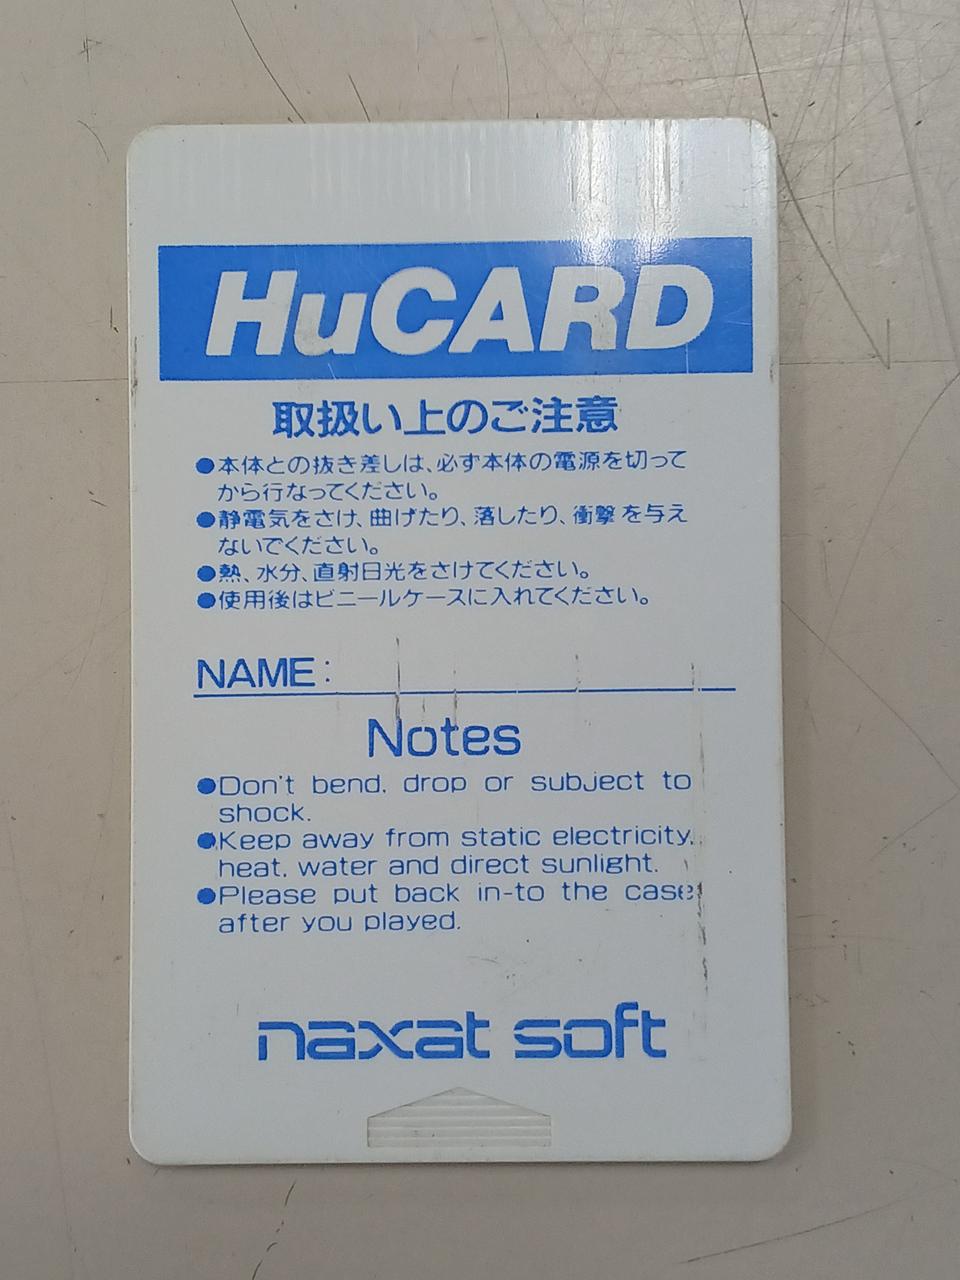 HuCARD
取扱い上のご注意
●本体との抜き差しは、必ず本体の電源を切って
から行なってください。
●静電気をさけ、曲げたり、落したり、衝撃を与え
ないでください。
●熱、水分、直射日光をさけてください。
●使用後はビニールケースに入れてください。
NAME:
Notes
●Don't bend, drop or subject to
shock.
●Keep away from static electricity,
heat, water and direct sunlight.
●Please put back in-to the case
after you played.
naxat soft